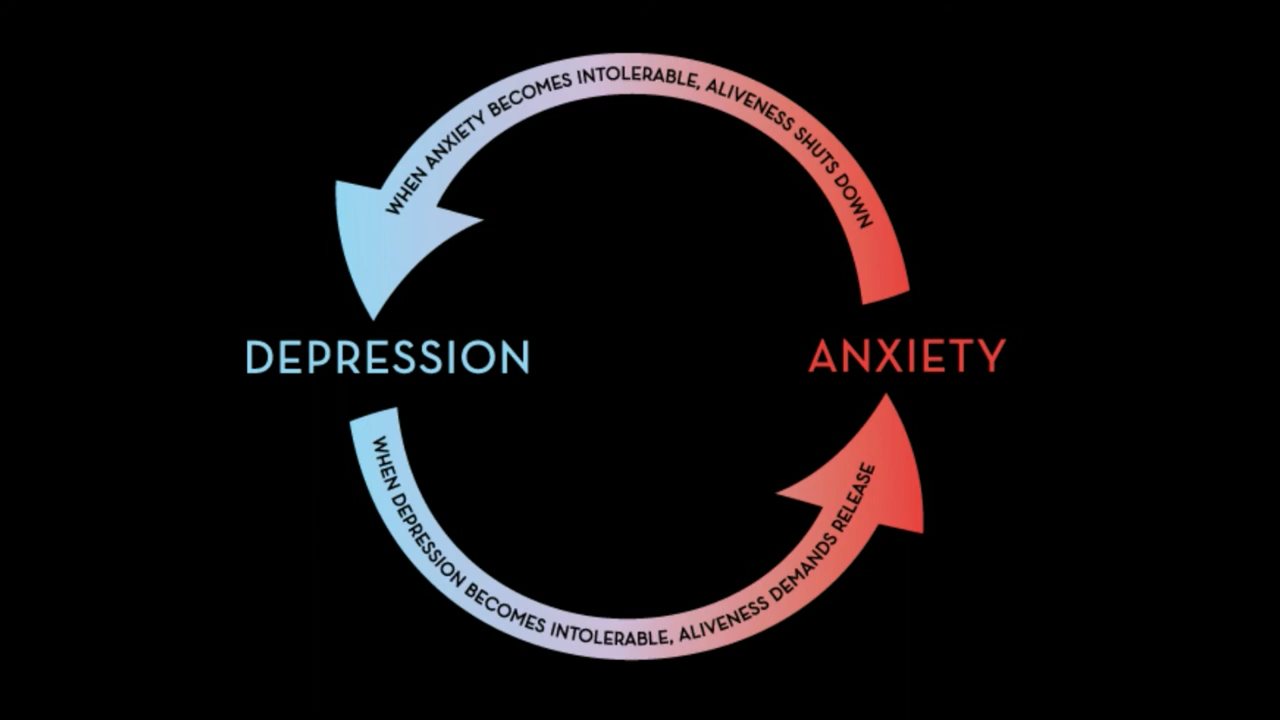 WHEN ANXIETY BECOMES INTOLERABLE, ALIVENESS SHUTS DOWN
DEPRESSION
ANXIETY
WHEN DEPRESSION BECOMES INTOLERABLE, ALIVENESS DEMANDS RELEASE